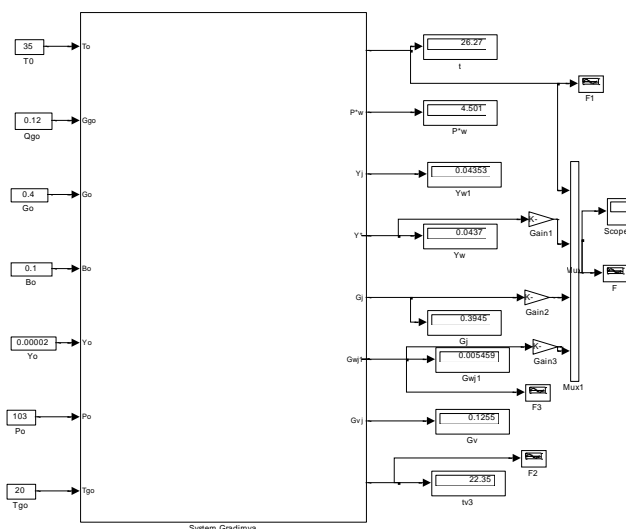 35
To
26.27
T0
t
F1
0.12
Ggo
P*w
4.501
Qgo
P*w
0.4
Go
Yj
0.04353
Go
Yw1
Scope
Y*
0.0437
K-
Gain1
Yw
0.1
Bo
Mux
F
Bo
Gj
K-
Gain2
0.3945
Gj
0.00002
Yo
K-
Yo
Gwj1
0.005459
Gain3
Gwj1
Mux1
F3
103
Po
Gvj
0.1255
Po
Gv
F2
20
Tgo
22.35
Tgo
tv3
System Gradirnya